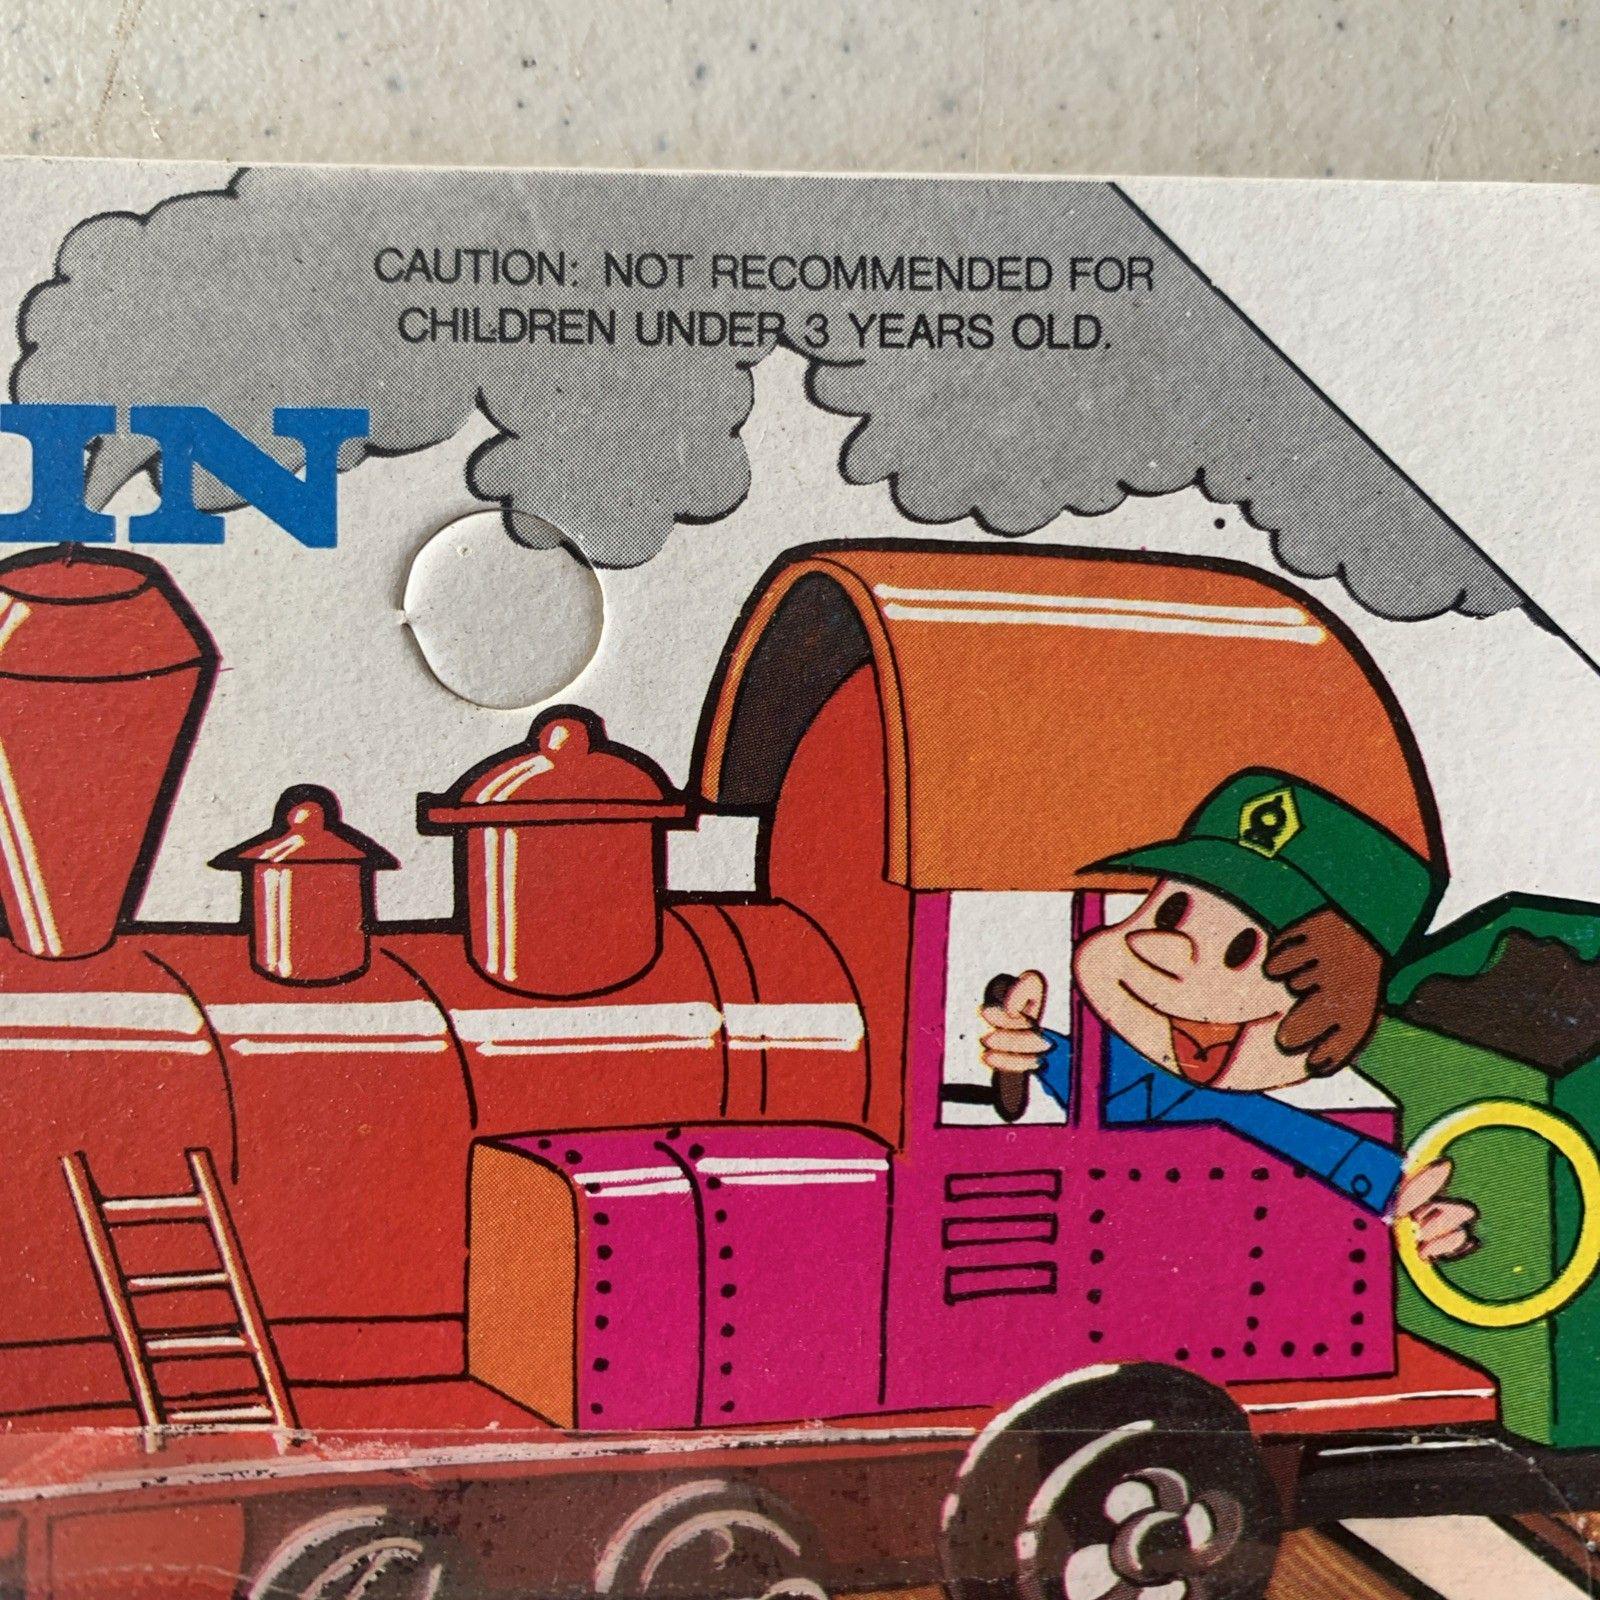 CAUTION: NOT RECOMMENDED FOR
CHILDREN UNDER 3 YEARS OLD.
IN